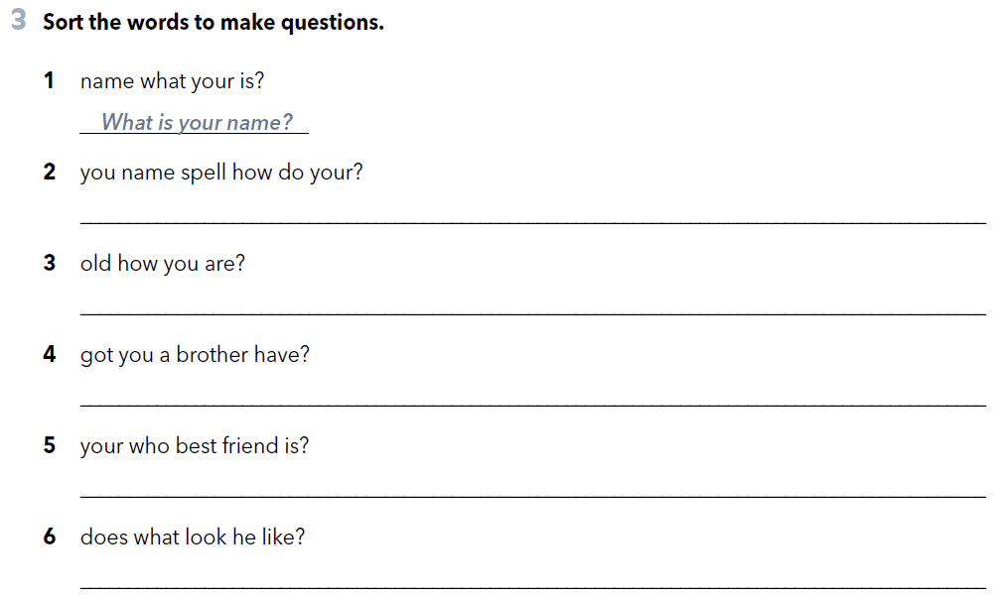 3 Sort the words to make questions.
1 name what your is?
What is your name?
2 you name spell how do your?
3 old how you are?
4 got you a brother have?
5 your who best friend is?
6 does what look he like?